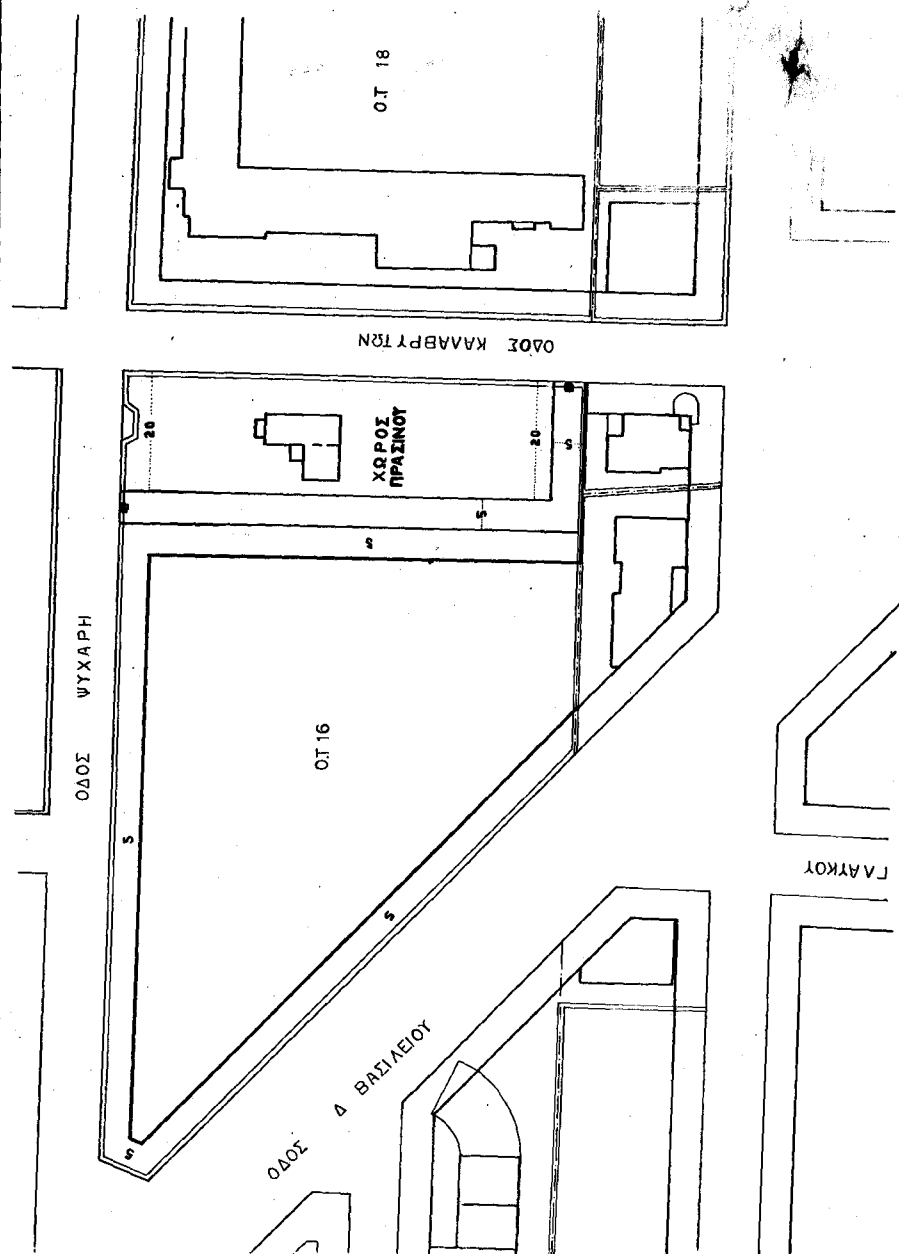 Ο.Τ 18
ΟΔΟΣ ΚΑΛΑΒΡΥΤΩΝ
20
ΧΩΡΟΣ
ΠΡΑΣΙΝΟΥ
20
5
5
5
ΟΔΟΣ ΨΥΧΑΡΗ
Ο.Τ 16
5
5
ΓΛΑΥΚΟΥ
ΟΔΟΣ Δ ΒΑΣΙΛΕΙΟΥ
5